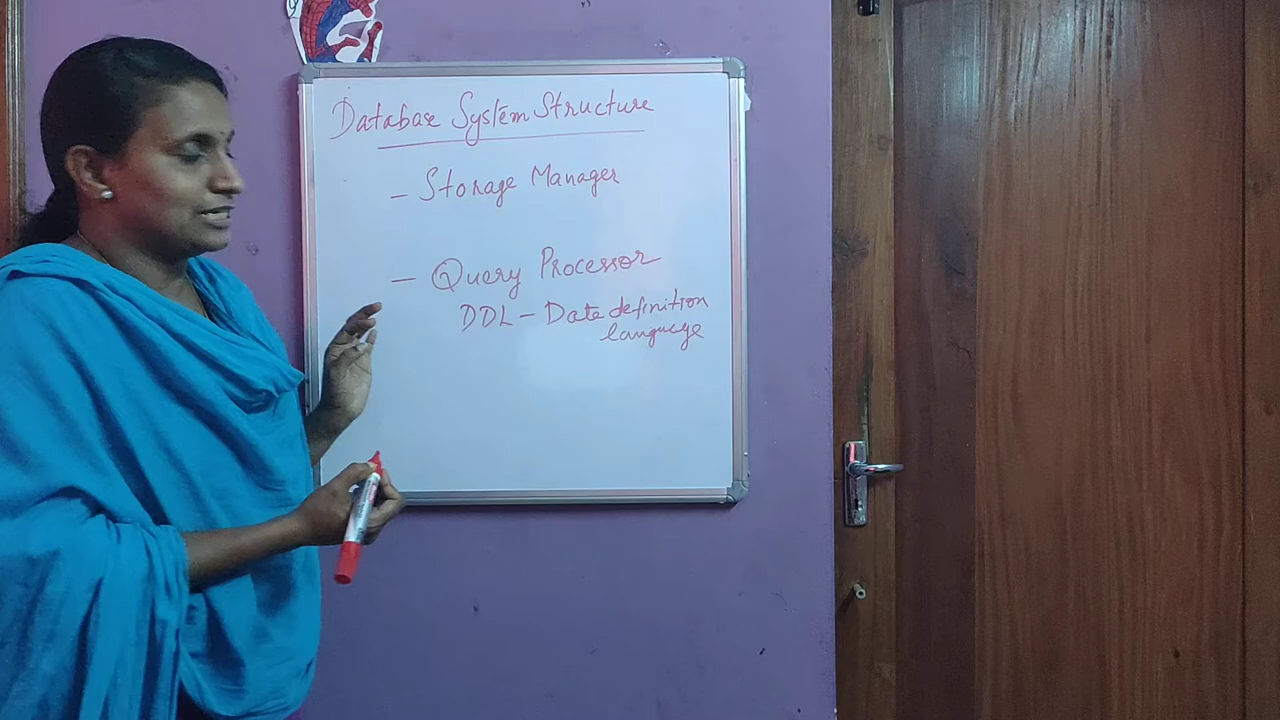 Database System Structure
- Storage Manager
- Query Processor
DDL - Data definition
language